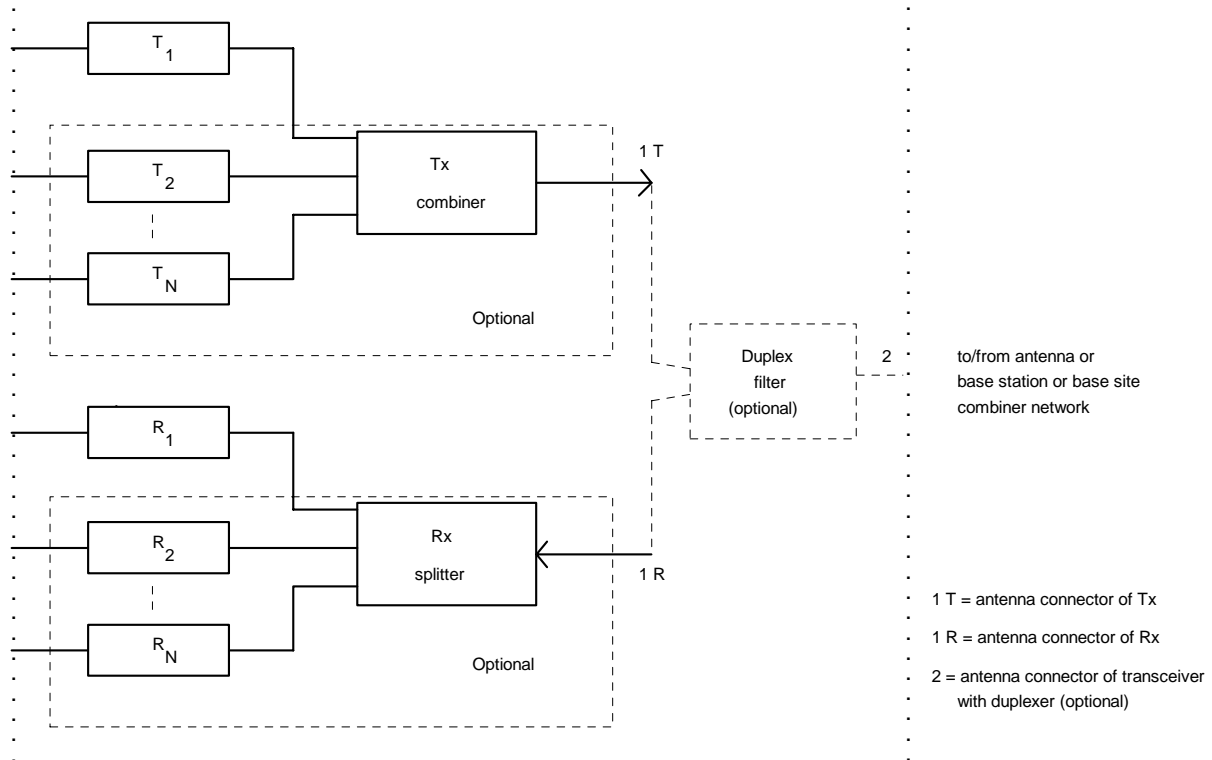 T1
T2
TN
Tx
combiner
Optional
1 T
Duplex
filter
(optional)
2
to/from antenna or
base station or base site
combiner network
R1
R2
RN
Rx
splitter
Optional
1 R
1 T = antenna connector of Tx
1 R = antenna connector of Rx
2 = antenna connector of transceiver
with duplexer (optional)